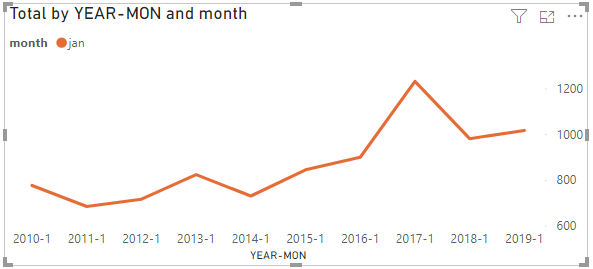 Total by YEAR-MON and month
month jan
1200
1000
800
600
2010-1 2011-1 2012-1 2013-1 2014-1 2015-1 2016-1 2017-1 2018-1 2019-1
YEAR-MON